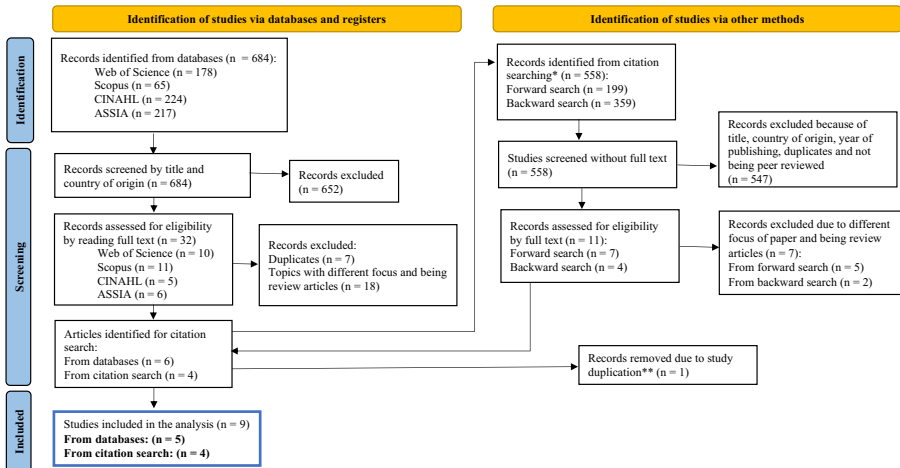 Identification of studies via databases and registers
Identification of studies via other methods
Identification
Records identified from databases (n = 684):
Web of Science (n = 178)
Scopus (n = 65)
CINAHL (n = 224)
ASSIA (n = 217)
Records identified from citation
searching* (n = 558):
Forward search (n = 199)
Backward search (n = 359)
Screening
Records screened by title and
country of origin (n = 684)
Records excluded
(n = 652)
Studies screened without full text
(n = 558)
Records excluded because of
title, country of origin, year of
publishing, duplicates and not
being peer reviewed
(n = 547)
Records assessed for eligibility
by reading full text (n = 32)
Web of Science (n = 10)
Scopus (n = 11)
CINAHL (n = 5)
ASSIA (n = 6)
Records excluded:
Duplicates (n = 7)
Topics with different focus and being
review articles (n = 18)
Records assessed for eligibility
by full text (n = 11):
Forward search (n = 7)
Backward search (n = 4)
Records excluded due to different
focus of paper and being review
articles (n = 7):
From forward search (n = 5)
From backward search (n = 2)
Articles identified for citation
search:
From databases (n = 6)
From citation search (n = 4)
Records removed due to study
duplication** (n = 1)
Included
Studies included in the analysis (n = 9)
From databases: (n = 5)
From citation search: (n = 4)